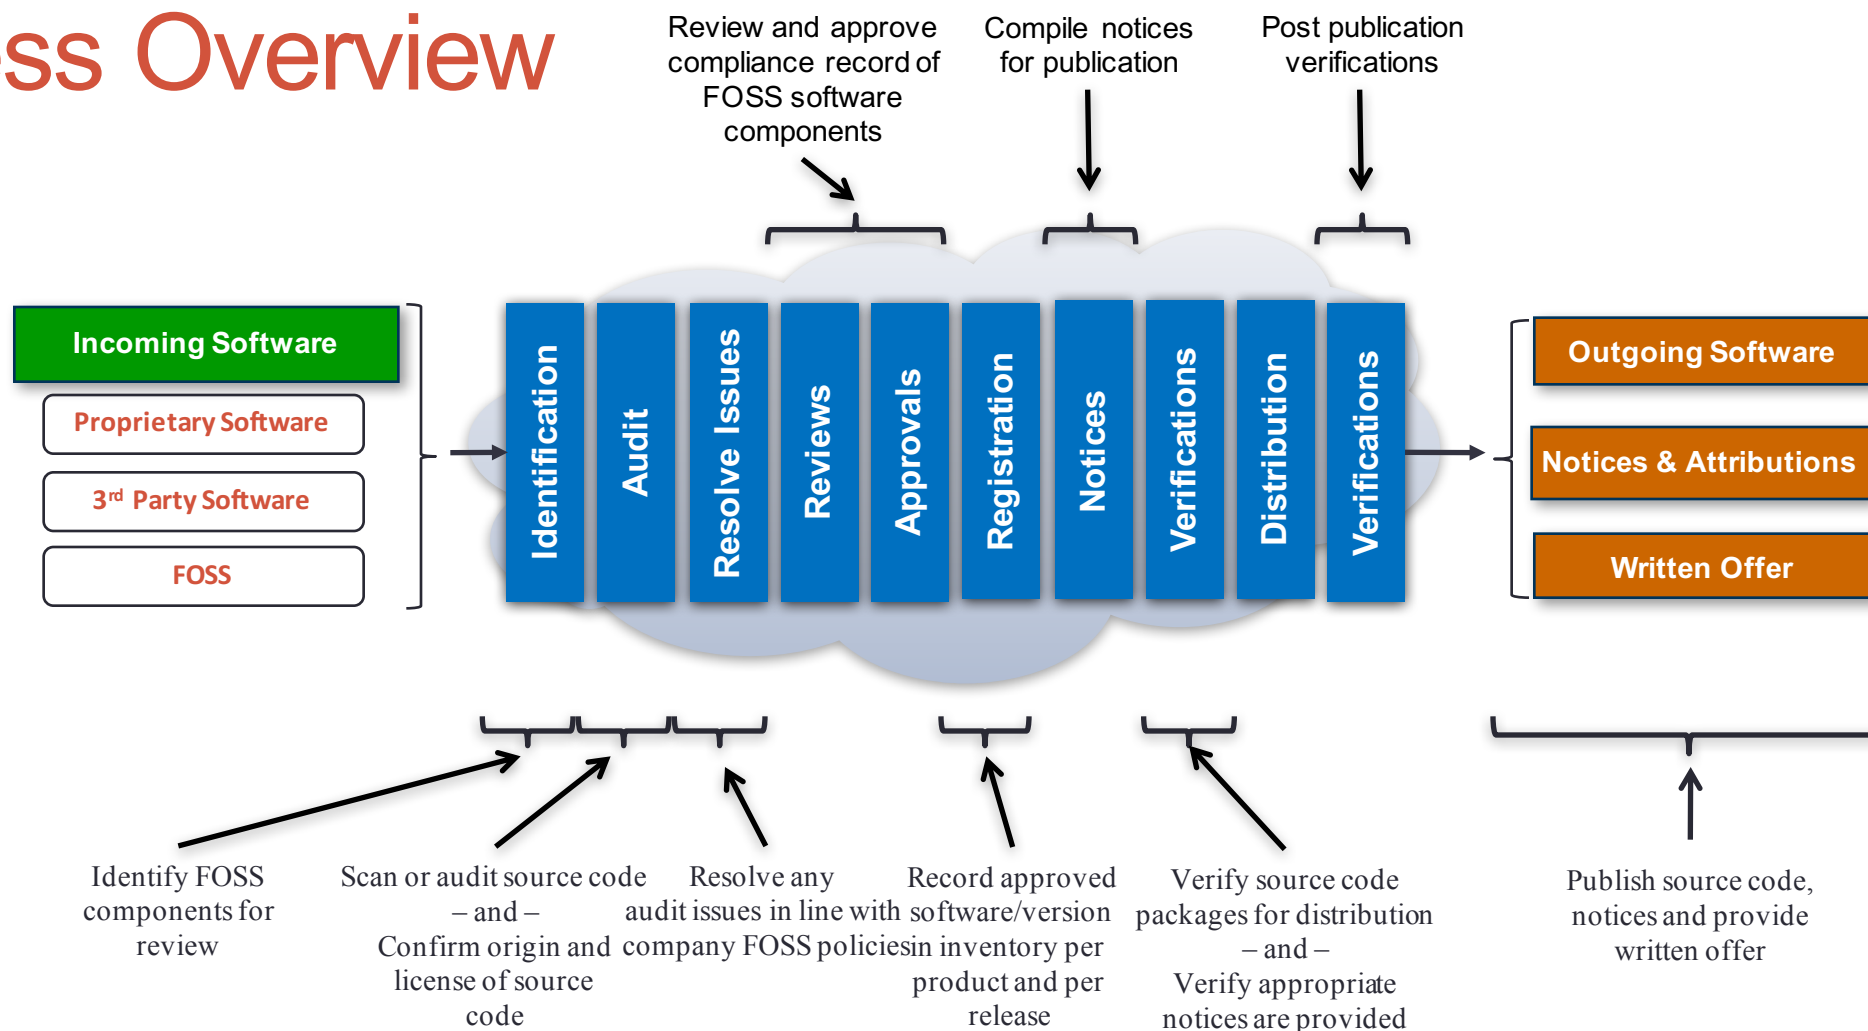 ess Overview
Review and approve
compliance record of
FOSS software
components
Compile notices
for publication
Post publication
verifications
Incoming Software
Proprietary Software
3rd Party Software
FOSS
Identification
Audit
Resolve Issues
Reviews
Approvals
Registration
Notices
Verifications
Distribution
Verifications
Outgoing Software
Notices & Attributions
Written Offer
Identify FOSS
components for
review
Scan or audit source code
– and –
Confirm origin and
license of source
code
Resolve any
audit issues in line with
company FOSS policies
Record approved
software/version
in inventory per
product and per
release
Verify source code
packages for distribution
– and –
Verify appropriate
notices are provided
Publish source code,
notices and provide
written offer